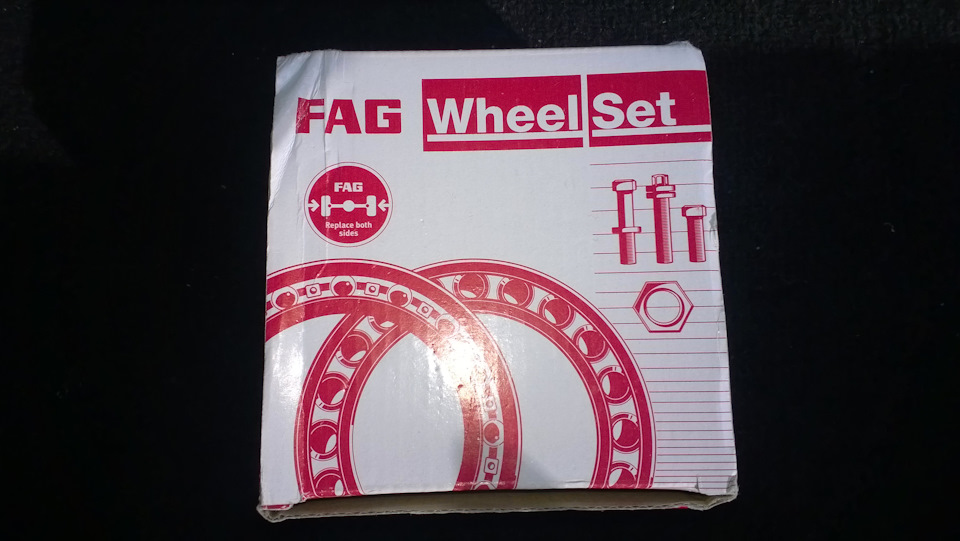 FAG Wheel Set
FAG
Replace both
sides